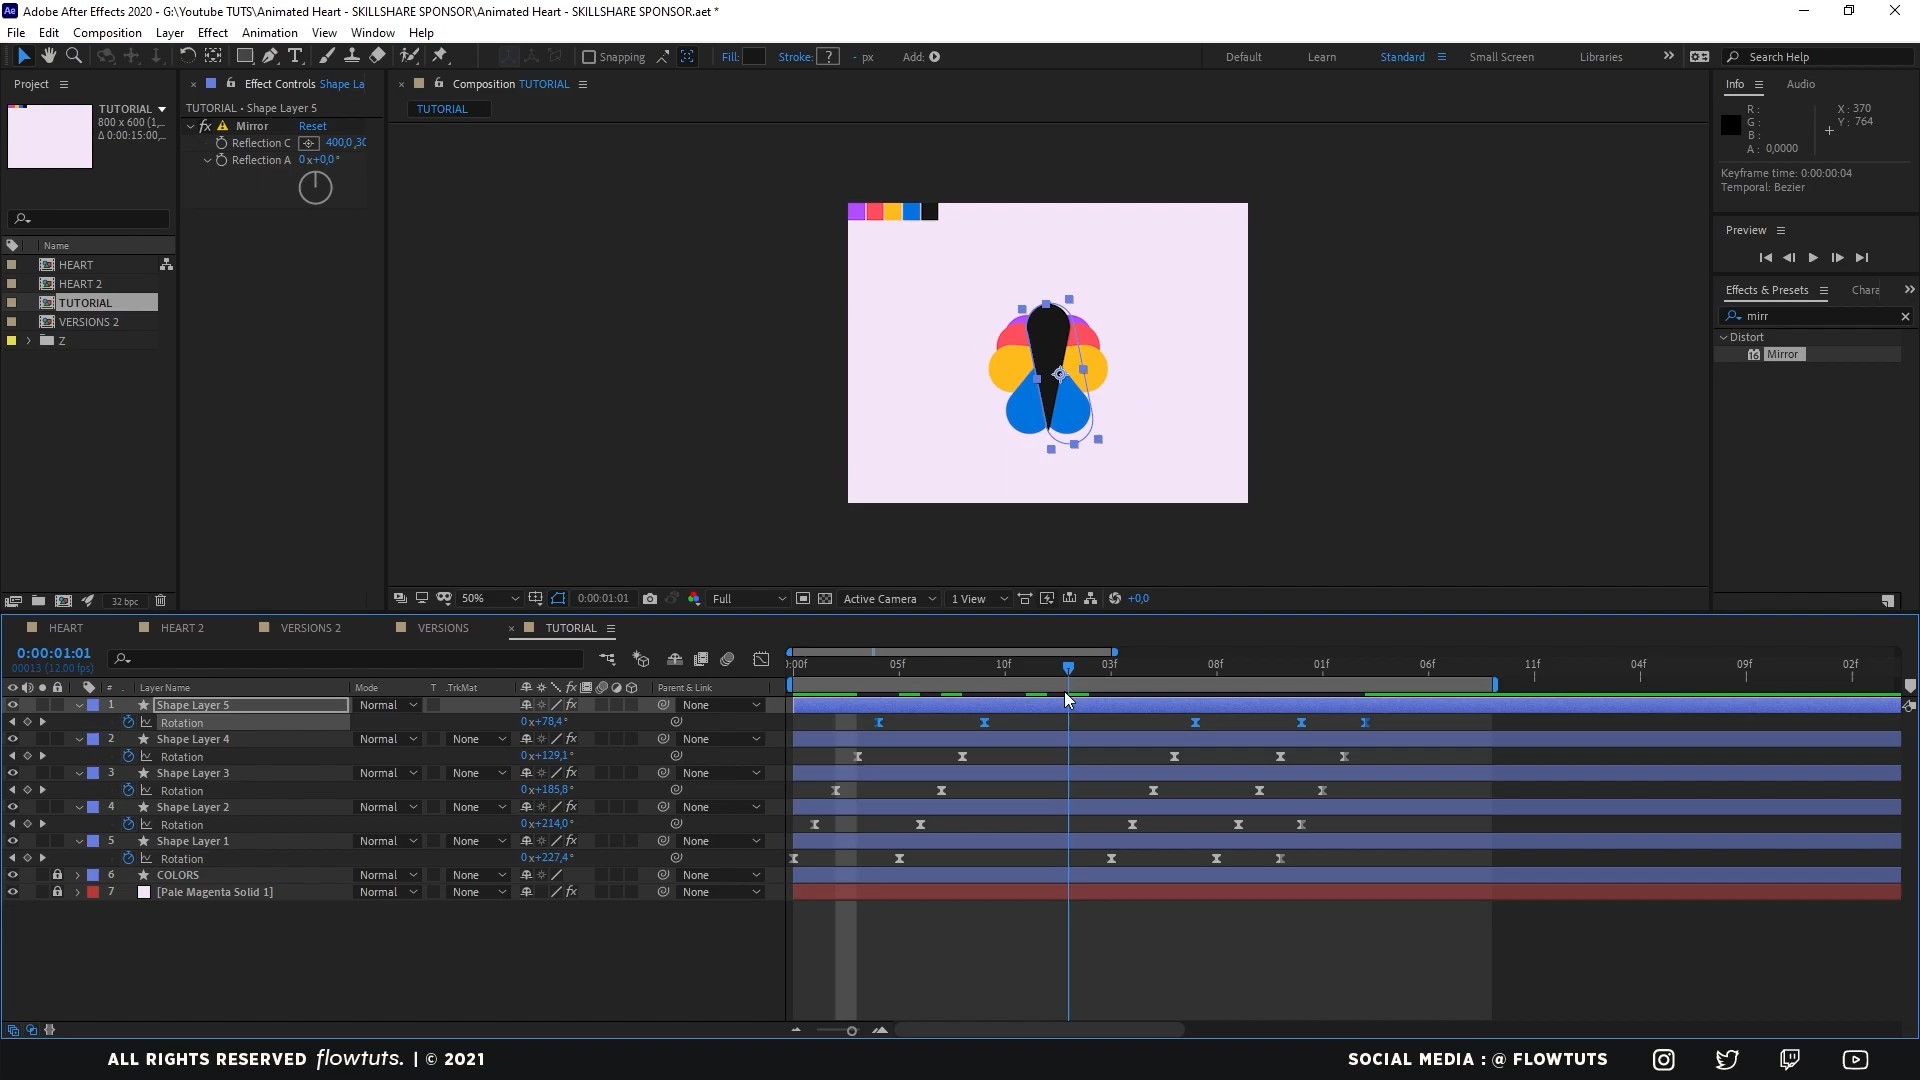 Adobe After Effects 2020 - G:\Youtube TUTS\Animated Heart - SKILLSHARE SPONSOR\Animated Heart - SKILLSHARE SPONSOR.aet *
File Edit Composition Layer Effect Animation View Window Help
Snapping Fill: Stroke: ? - px Add: Default Learn Standard Small Screen Libraries Search Help
Project Effect Controls Shape La Composition TUTORIAL Info Audio
TUTORIAL
800 x 600 (1,...
Δ 0:00:15:00,...
TUTORIAL • Shape Layer 5
fx Mirror Reset
Reflection C 400,0,30
Reflection A 0x+0,0°
TUTORIAL
R:
G:
B:
A: 0,0000
X: 370
Y: 764
Keyframe time: 0:00:00:04
Temporal: Bezier
Preview
Effects & Presets Chara
mirr
Distort
Mirror
Name
HEART
HEART 2
TUTORIAL
VERSIONS 2
Z
32 bpc
50% 0:00:01:01 Full Active Camera 1 View +0,0
HEART HEART 2 VERSIONS 2 VERSIONS TUTORIAL
0:00:01:01
00013 (12.00 fps)
:00f 05f 10f 03f 08f 01f 06f 11f 04f 09f 02f
# Layer Name Mode T .TrkMat Parent & Link
1 Shape Layer 5 Normal None
Rotation 0x+78,4°
2 Shape Layer 4 Normal None None
Rotation 0x+129,1°
3 Shape Layer 3 Normal None None
Rotation 0x+185,8°
4 Shape Layer 2 Normal None None
Rotation 0x+214,0°
5 Shape Layer 1 Normal None None
Rotation 0x+227,4°
6 COLORS Normal None None
7 [Pale Magenta Solid 1] Normal None None
ALL RIGHTS RESERVED flowtuts. | © 2021
SOCIAL MEDIA : @ FLOWTUTS